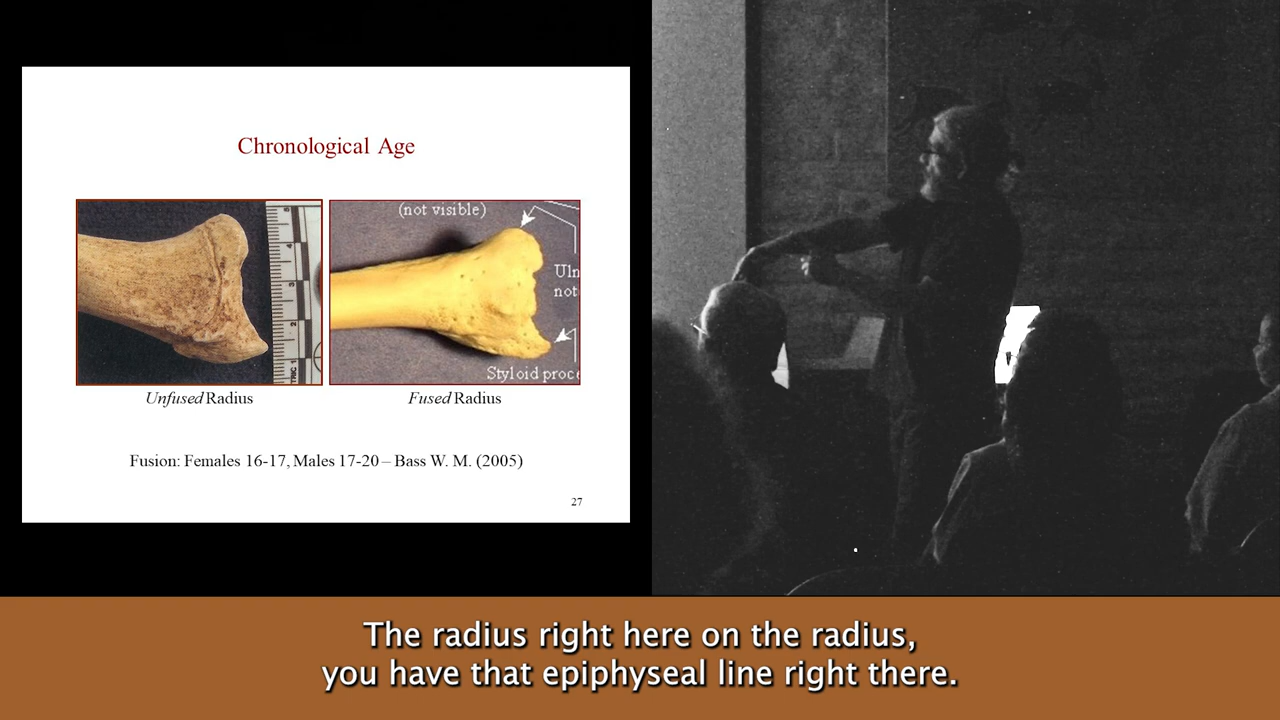 Chronological Age
(not visible)
Uln
not
Styloid proce
Unfused Radius
Fused Radius
Fusion: Females 16-17, Males 17-20 – Bass W. M. (2005)
27
The radius right here on the radius,
you have that epiphyseal line right there.